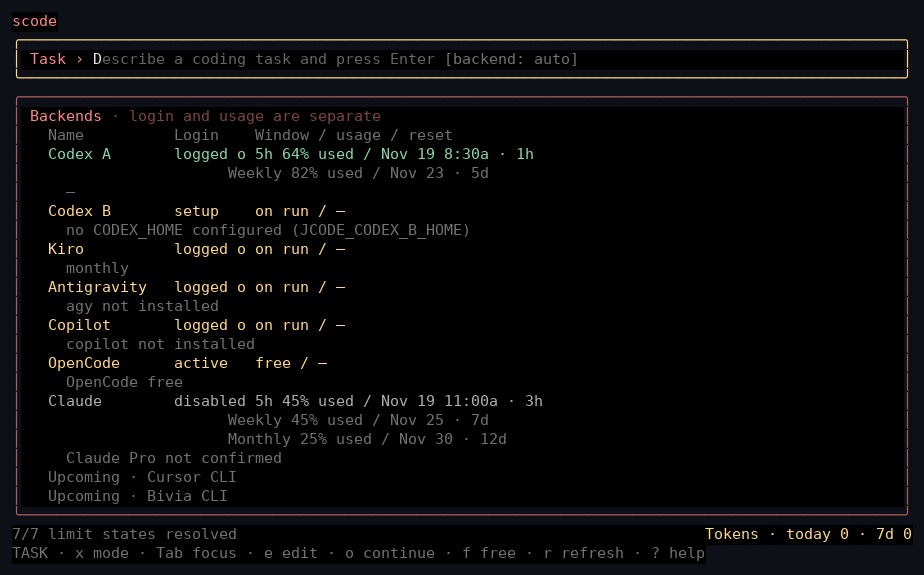 scode
Task › Describe a coding task and press Enter [backend: auto]
Backends · login and usage are separate
Name Login Window / usage / reset
Codex A logged o 5h 64% used / Nov 19 8:30a · 1h
Weekly 82% used / Nov 23 · 5d
—
Codex B setup on run / —
no CODEX_HOME configured (JCODE_CODEX_B_HOME)
Kiro logged o on run / —
monthly
Antigravity logged o on run / —
agy not installed
Copilot logged o on run / —
copilot not installed
OpenCode active free / —
OpenCode free
Claude disabled 5h 45% used / Nov 19 11:00a · 3h
Weekly 45% used / Nov 25 · 7d
Monthly 25% used / Nov 30 · 12d
Claude Pro not confirmed
Upcoming · Cursor CLI
Upcoming · Bivia CLI
7/7 limit states resolved Tokens · today 0 · 7d 0
TASK · x mode · Tab focus · e edit · o continue · f free · r refresh · ? help